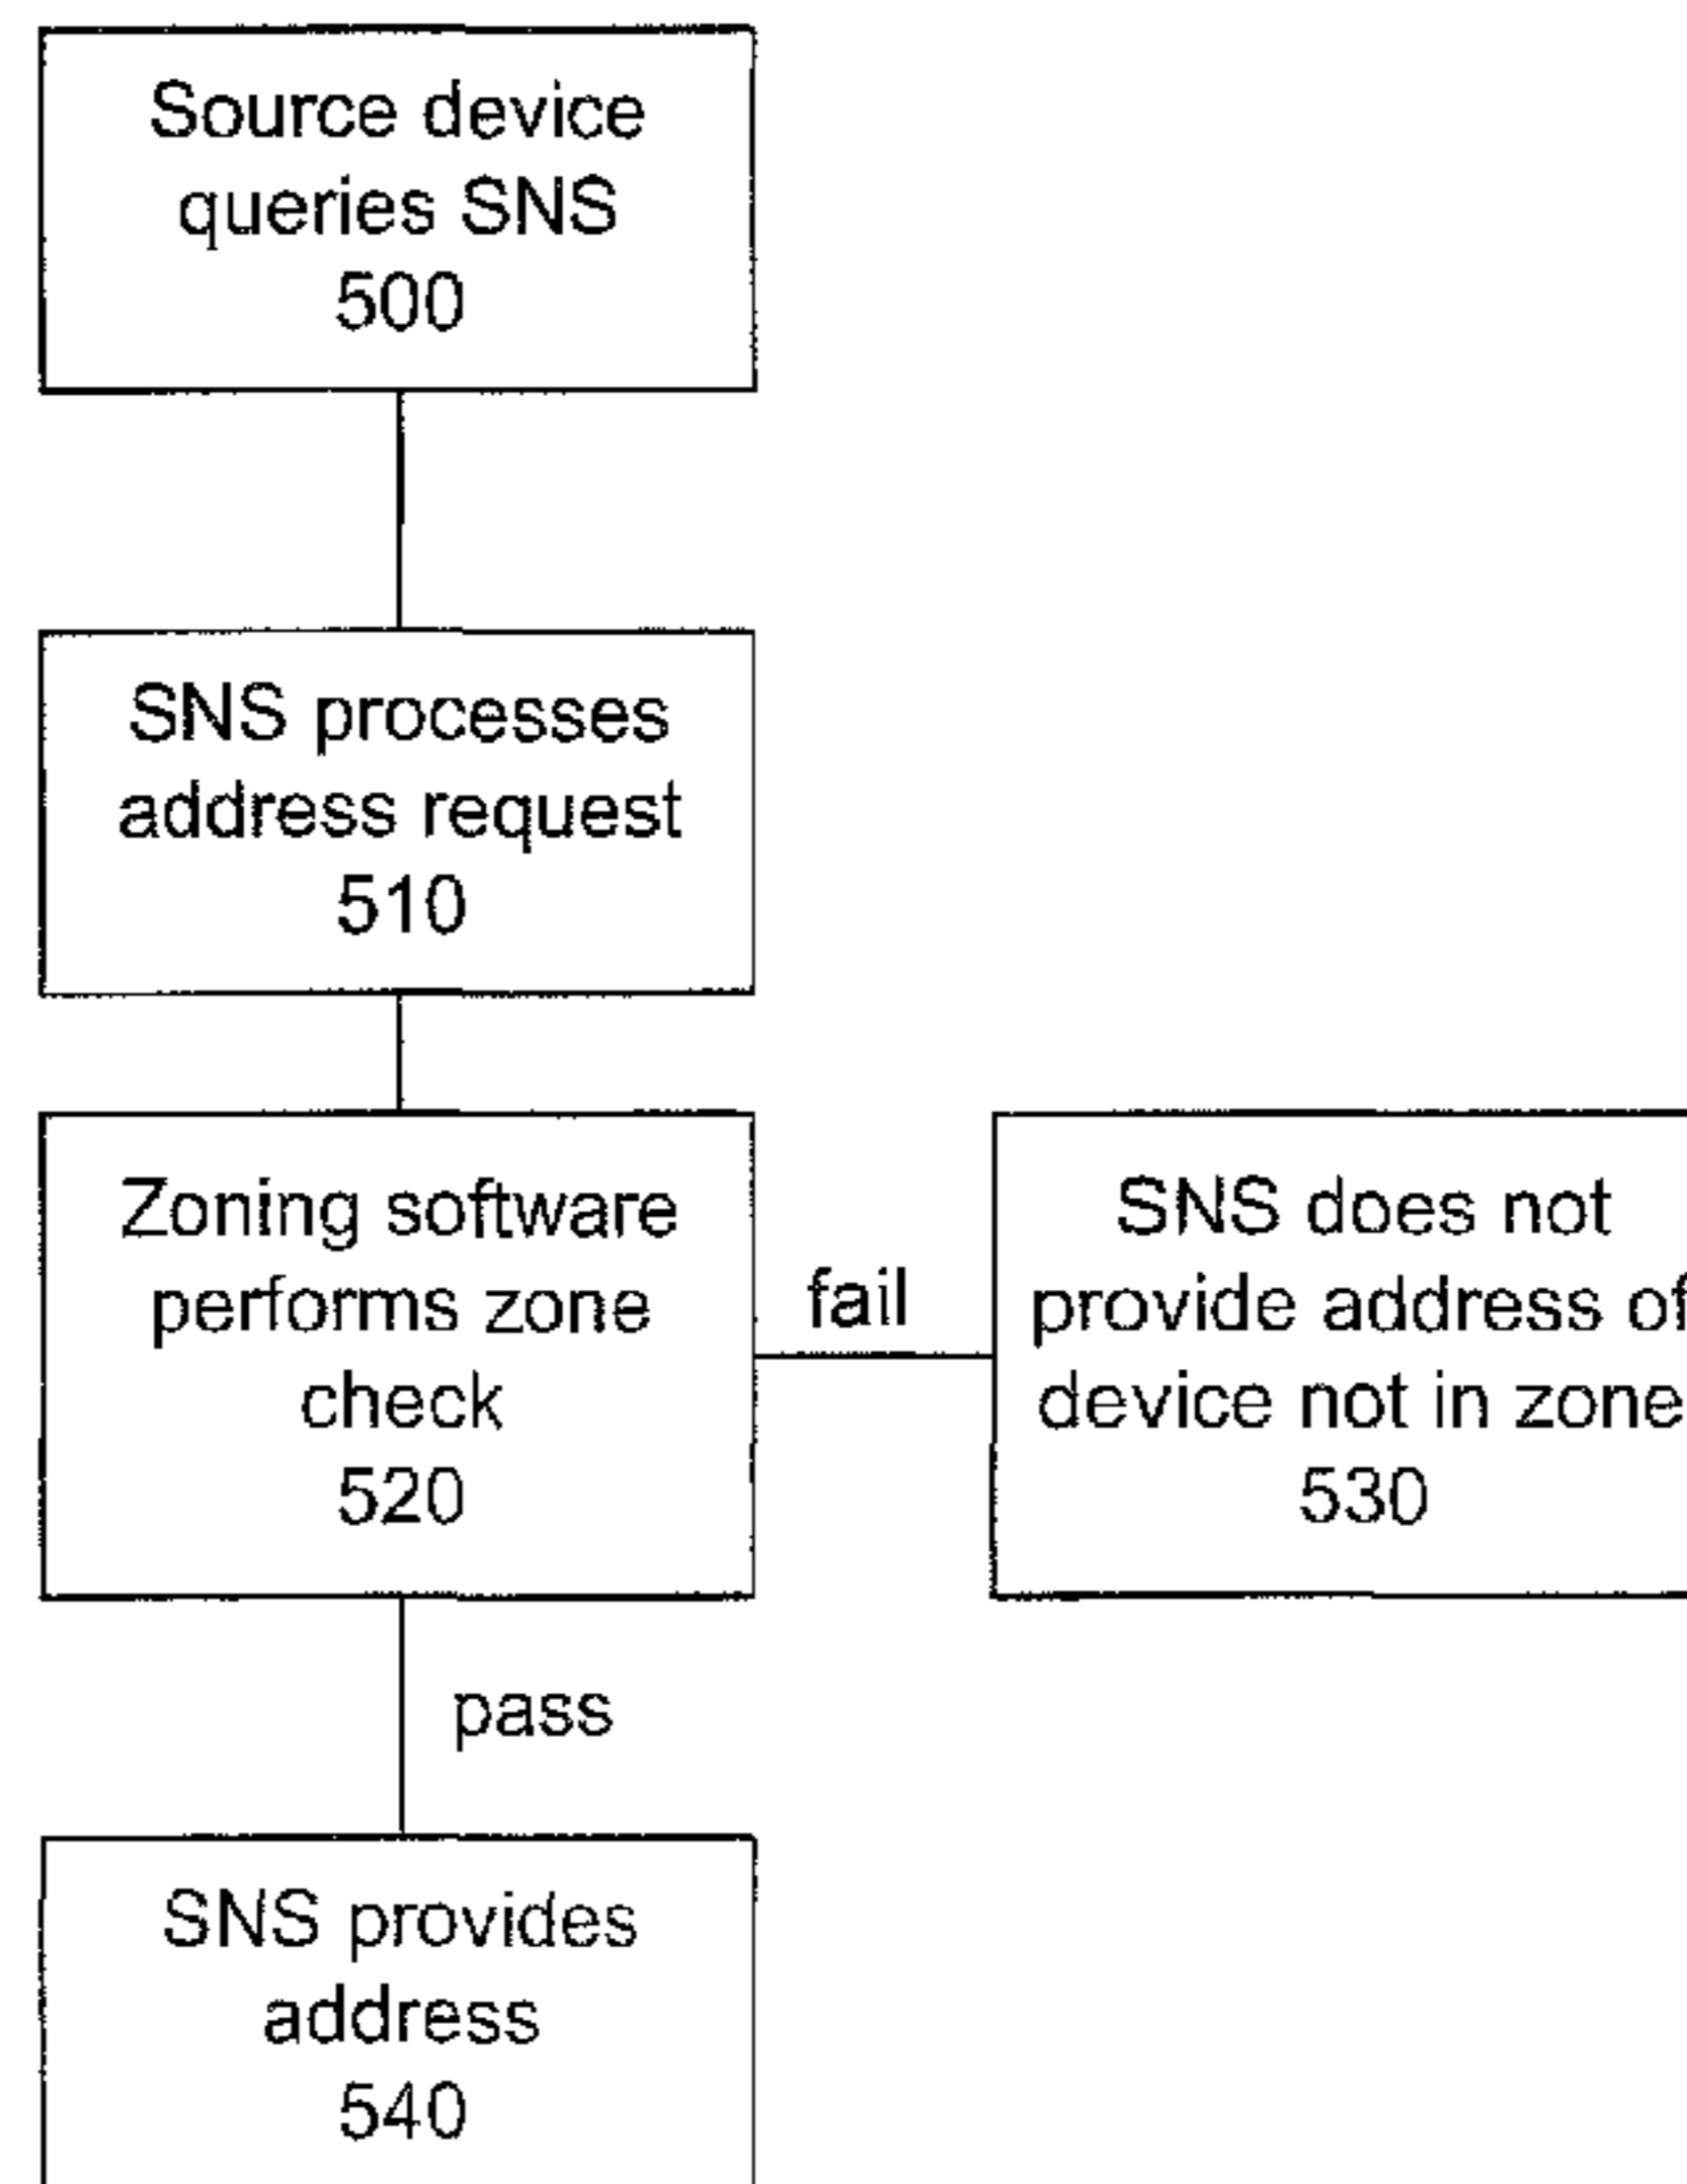 Source device
queries SNS
500
SNS processes
address request
510
Zoning software
performs zone
check
520
fail
SNS does not
provide address of
device not in zone
530
pass
SNS provides
address
540